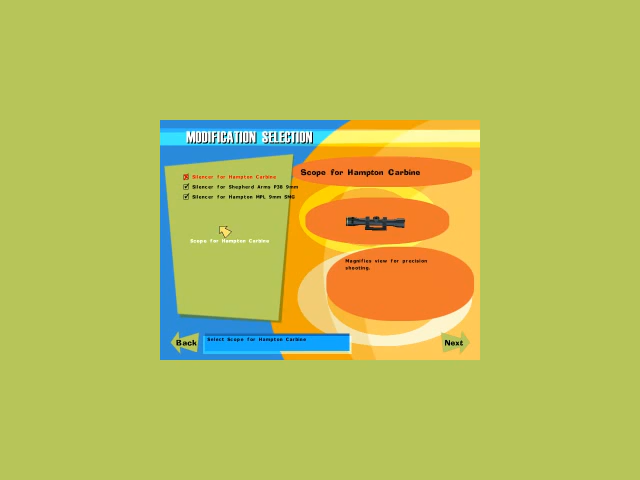 MODIFICATION SELECTION
Silencer for Hampton Carbine
Silencer for Shepherd Arms P38 9mm
Silencer for Hampton MPL 9mm SMG
Scope for Hampton Carbine
Scope for Hampton Carbine
Magnifies view for precision
shooting.
Back
Select Scope for Hampton Carbine
Next